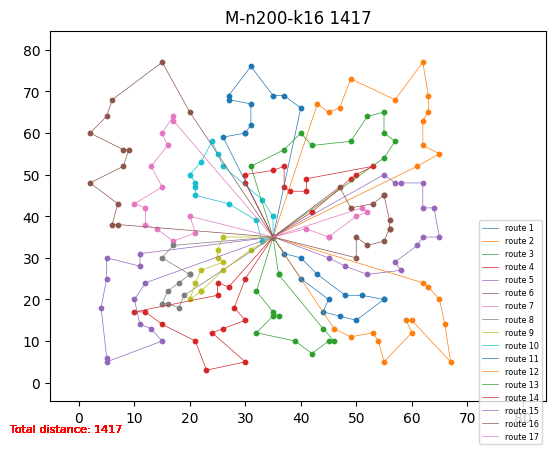 M-n200-k16 1417
80
70
60
50
40
30
20
10
0
route 1
route 2
route 3
route 4
route 5
route 6
route 7
route 8
route 9
route 10
route 11
route 12
route 13
route 14
route 15
route 16
route 17
0 10 20 30 40 50 60 70 80
Total distance: 1417